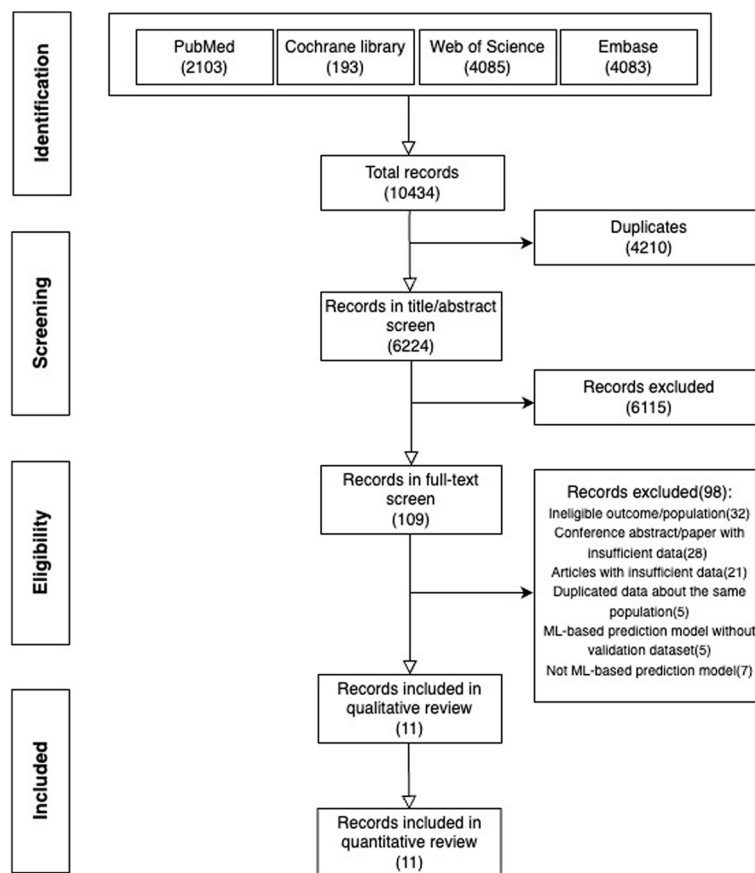 Identification
PubMed
(2103)
Cochrane library
(193)
Web of Science
(4085)
Embase
(4083)
Total records
(10434)
Duplicates
(4210)
Screening
Records in title/abstract
screen
(6224)
Records excluded
(6115)
Eligibility
Records in full-text
screen
(109)
Records excluded(98):
Ineligible outcome/population(32)
Conference abstract/paper with
insufficient data(28)
Articles with insufficient data(21)
Duplicated data about the same
population(5)
ML-based prediction model without
validation dataset(5)
Not ML-based prediction model(7)
Included
Records included in
qualitative review
(11)
Records included in
quantitative review
(11)